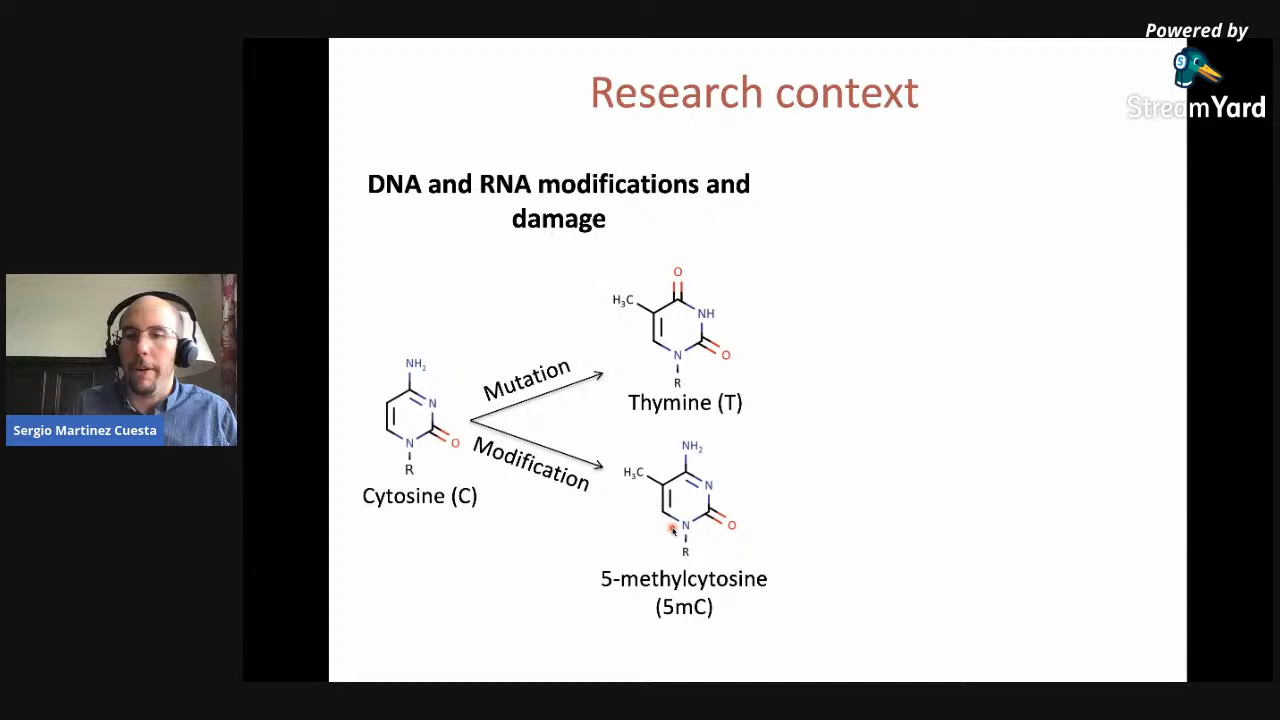 Powered by
StreamYard
Research context
DNA and RNA modifications and
damage
O
H₃C
NH
N
O
R
Thymine (T)
Mutation
NH₂
N
N
O
R
Cytosine (C)
Modification
NH₂
H₃C
N
N
O
R
5-methylcytosine
(5mC)
Sergio Martinez Cuesta